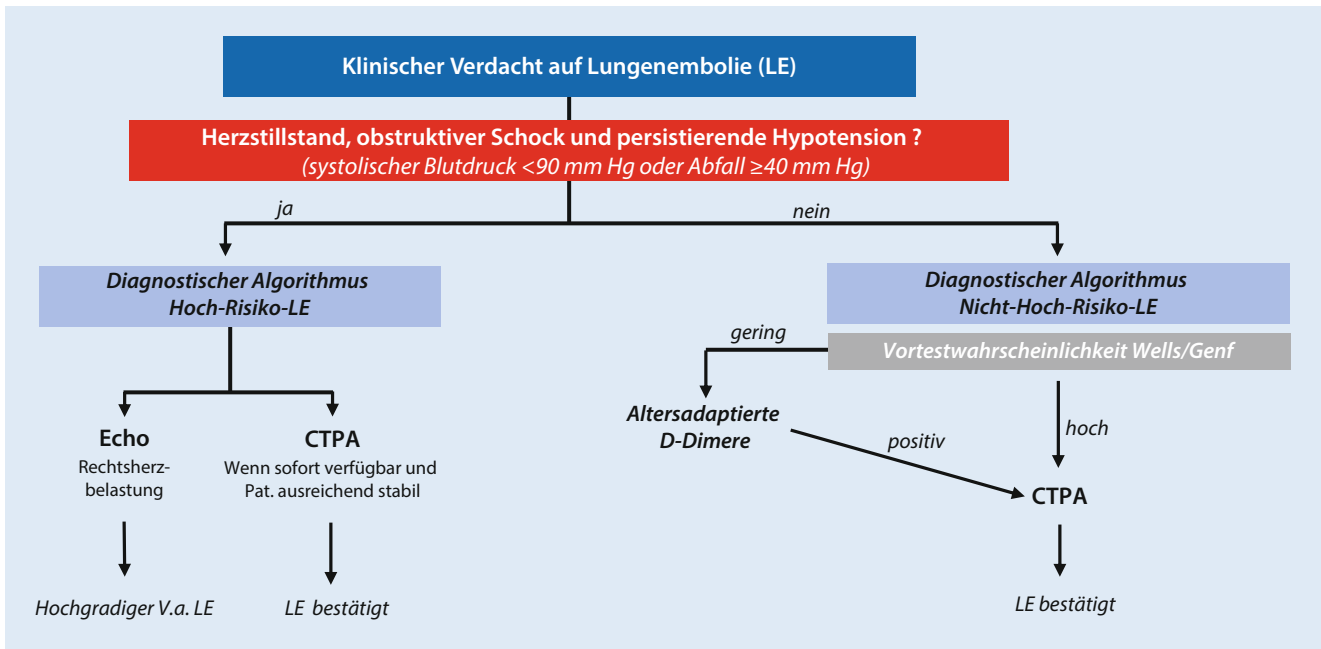 Klinischer Verdacht auf Lungenembolie (LE)
Herzstillstand, obstruktiver Schock und persistierende Hypotension ?
(systolischer Blutdruck <90 mm Hg oder Abfall ≥40 mm Hg)
ja
nein
Diagnostischer Algorithmus
Hoch-Risiko-LE
Diagnostischer Algorithmus
Nicht-Hoch-Risiko-LE
gering
Vortestwahrscheinlichkeit Wells/Genf
Altersadaptierte
D-Dimere
positiv
hoch
Echo
Rechtsherz-
belastung
CTPA
Wenn sofort verfügbar und
Pat. ausreichend stabil
CTPA
Hochgradiger V.a. LE
LE bestätigt
LE bestätigt